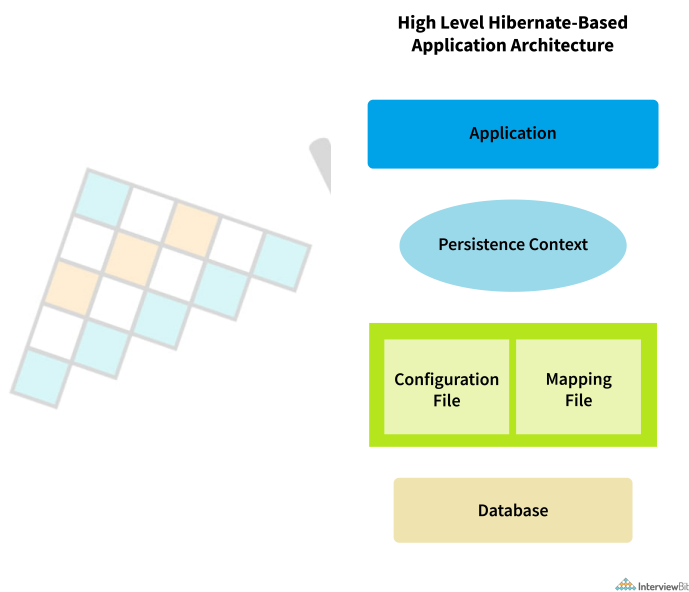 High Level Hibernate-Based
Application Architecture
Application
Persistence Context
Configuration
File
Mapping
File
Database
InterviewBit